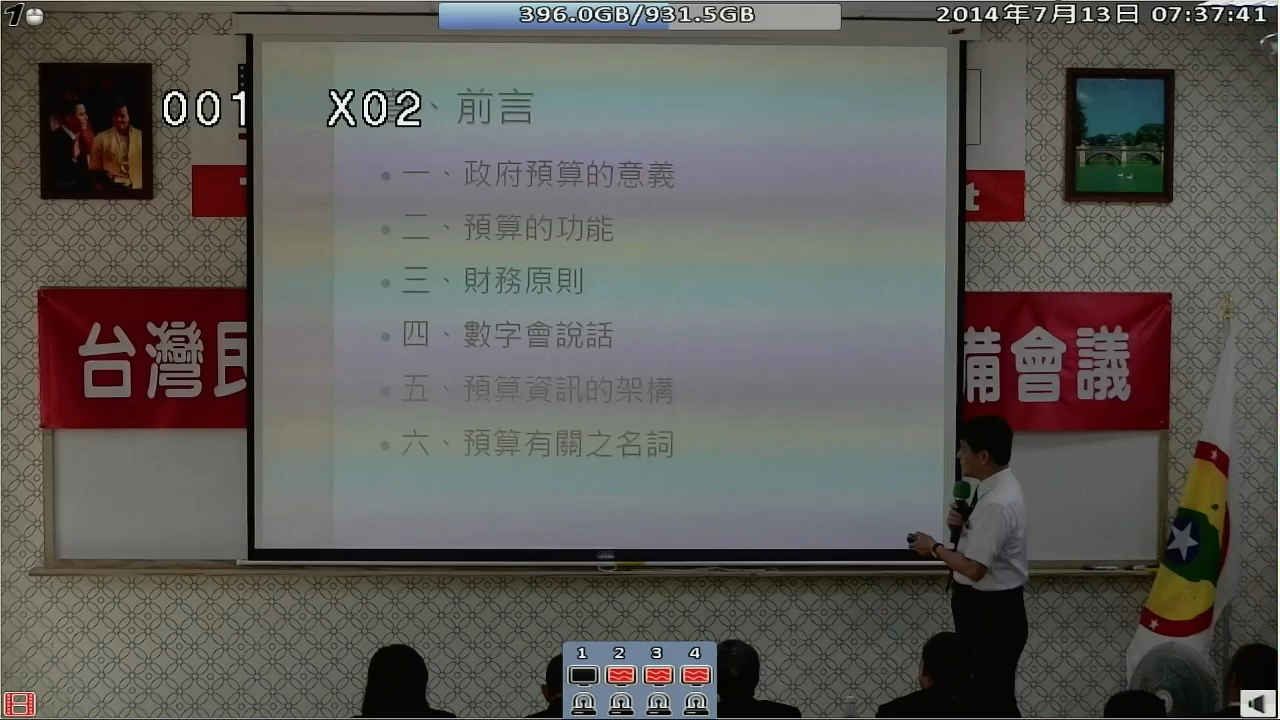 1
396.0GB/931.5GB
2014年7月13日 07:37:41
001 X02
、前言
• 一、政府預算的意義
• 二、預算的功能
• 三、財務原則
• 四、數字會說話
• 五、預算資訊的架構
• 六、預算有關之名詞
t
台灣民
備會議
1 2 3 4